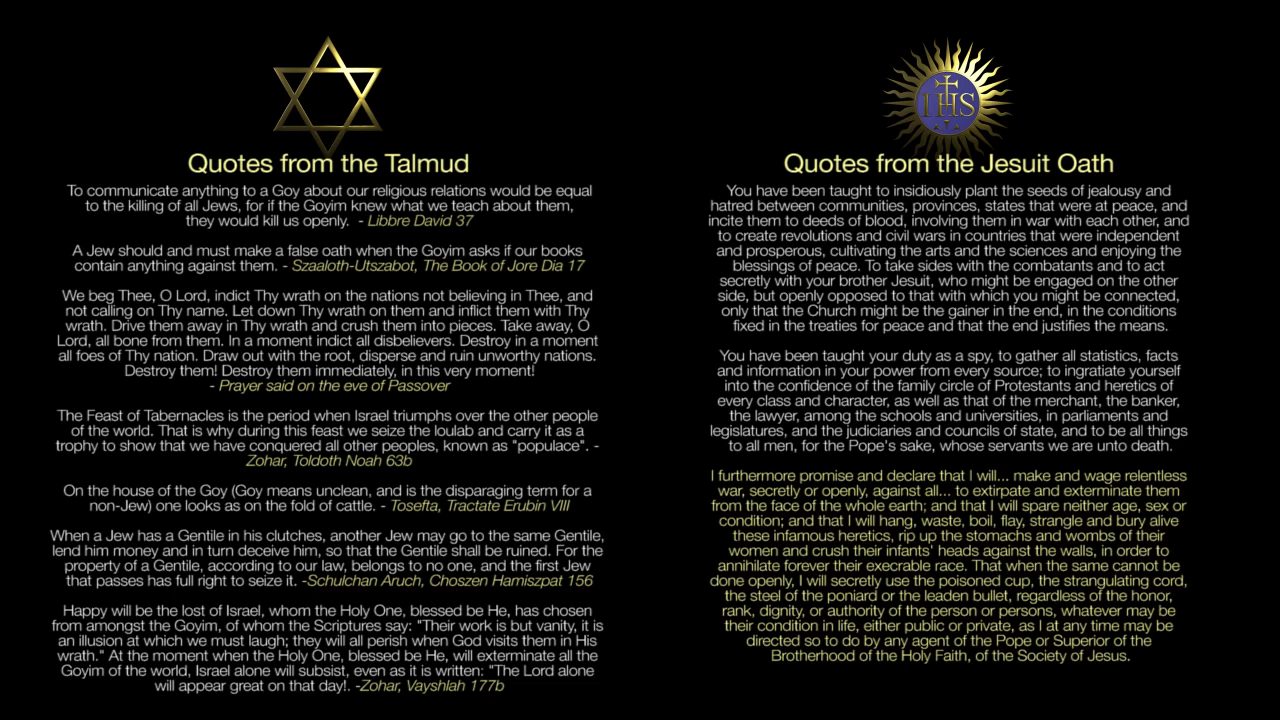 IHS
Quotes from the Talmud
To communicate anything to a Goy about our religious relations would be equal
to the killing of all Jews, for if the Goyim knew what we teach about them,
they would kill us openly. - Libbre David 37
A Jew should and must make a false oath when the Goyim asks if our books
contain anything against them. - Szaaloth-Utszabot, The Book of Jore Dia 17
We beg Thee, O Lord, indict Thy wrath on the nations not believing in Thee, and
not calling on Thy name. Let down Thy wrath on them and inflict them with Thy
wrath. Drive them away in Thy wrath and crush them into pieces. Take away, O
Lord, all bone from them. In a moment indict all disbelievers. Destroy in a moment
all foes of Thy nation. Draw out with the root, disperse and ruin unworthy nations.
Destroy them! Destroy them immediately, in this very moment!
- Prayer said on the eve of Passover
The Feast of Tabernacles is the period when Israel triumphs over the other people
of the world. That is why during this feast we seize the loulab and carry it as a
trophy to show that we have conquered all other peoples, known as "populace". -
Zohar, Toldoth Noah 63b
On the house of the Goy (Goy means unclean, and is the disparaging term for a
non-Jew) one looks as on the fold of cattle. - Tosefta, Tractate Erubin VIII
When a Jew has a Gentile in his clutches, another Jew may go to the same Gentile,
lend him money and in turn deceive him, so that the Gentile shall be ruined. For the
property of a Gentile, according to our law, belongs to no one, and the first Jew
that passes has full right to seize it. -Schulchan Aruch, Choszen Hamiszpat 156
Happy will be the lost of Israel, whom the Holy One, blessed be He, has chosen
from amongst the Goyim, of whom the Scriptures say: "Their work is but vanity, it is
an illusion at which we must laugh; they will all perish when God visits them in His
wrath." At the moment when the Holy One, blessed be He, will exterminate all the
Goyim of the world, Israel alone will subsist, even as it is written: "The Lord alone
will appear great on that day!. -Zohar, Vayshlah 177b
Quotes from the Jesuit Oath
You have been taught to insidiously plant the seeds of jealousy and
hatred between communities, provinces, states that were at peace, and
incite them to deeds of blood, involving them in war with each other, and
to create revolutions and civil wars in countries that were independent
and prosperous, cultivating the arts and the sciences and enjoying the
blessings of peace. To take sides with the combatants and to act
secretly with your brother Jesuit, who might be engaged on the other
side, but openly opposed to that with which you might be connected,
only that the Church might be the gainer in the end, in the conditions
fixed in the treaties for peace and that the end justifies the means.
You have been taught your duty as a spy, to gather all statistics, facts
and information in your power from every source; to ingratiate yourself
into the confidence of the family circle of Protestants and heretics of
every class and character, as well as that of the merchant, the banker,
the lawyer, among the schools and universities, in parliaments and
legislatures, and the judiciaries and councils of state, and to be all things
to all men, for the Pope's sake, whose servants we are unto death.
I furthermore promise and declare that I will... make and wage relentless
war, secretly or openly, against all... to extirpate and exterminate them
from the face of the whole earth; and that I will spare neither age, sex or
condition; and that I will hang, waste, boil, flay, strangle and bury alive
these infamous heretics, rip up the stomachs and wombs of their
women and crush their infants' heads against the walls, in order to
annihilate forever their execrable race. That when the same cannot be
done openly, I will secretly use the poisoned cup, the strangulating cord,
the steel of the poniard or the leaden bullet, regardless of the honor,
rank, dignity, or authority of the person or persons, whatever may be
their condition in life, either public or private, as I at any time may be
directed so to do by any agent of the Pope or Superior of the
Brotherhood of the Holy Faith, of the Society of Jesus.